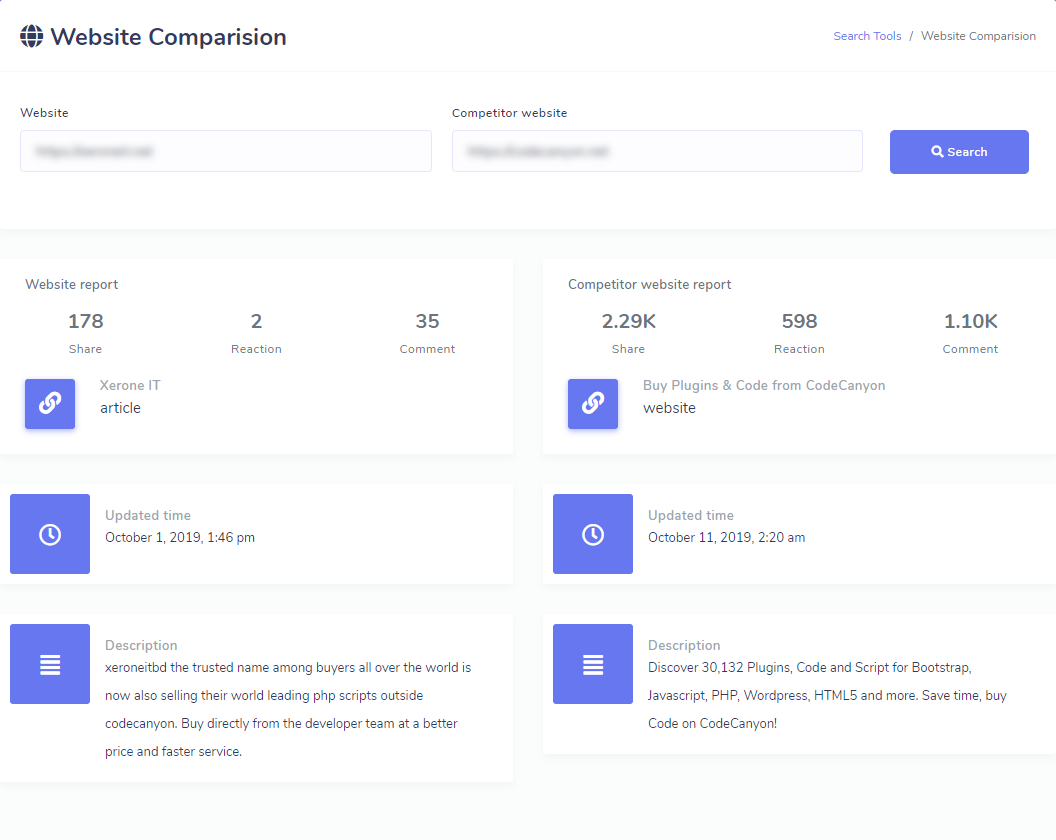 Website Comparision
Search Tools / Website Comparision
Website
Competitor website
Search
Website report
178
2
35
Share
Reaction
Comment
Xerone IT
article
Competitor website report
2.29K
598
1.10K
Share
Reaction
Comment
Buy Plugins & Code from CodeCanyon
website
Updated time
October 1, 2019, 1:46 pm
Updated time
October 11, 2019, 2:20 am
Description
xeroneitbd the trusted name among buyers all over the world is
now also selling their world leading php scripts outside
codecanyon. Buy directly from the developer team at a better
price and faster service.
Description
Discover 30,132 Plugins, Code and Script for Bootstrap,
Javascript, PHP, Wordpress, HTML5 and more. Save time, buy
Code on CodeCanyon!